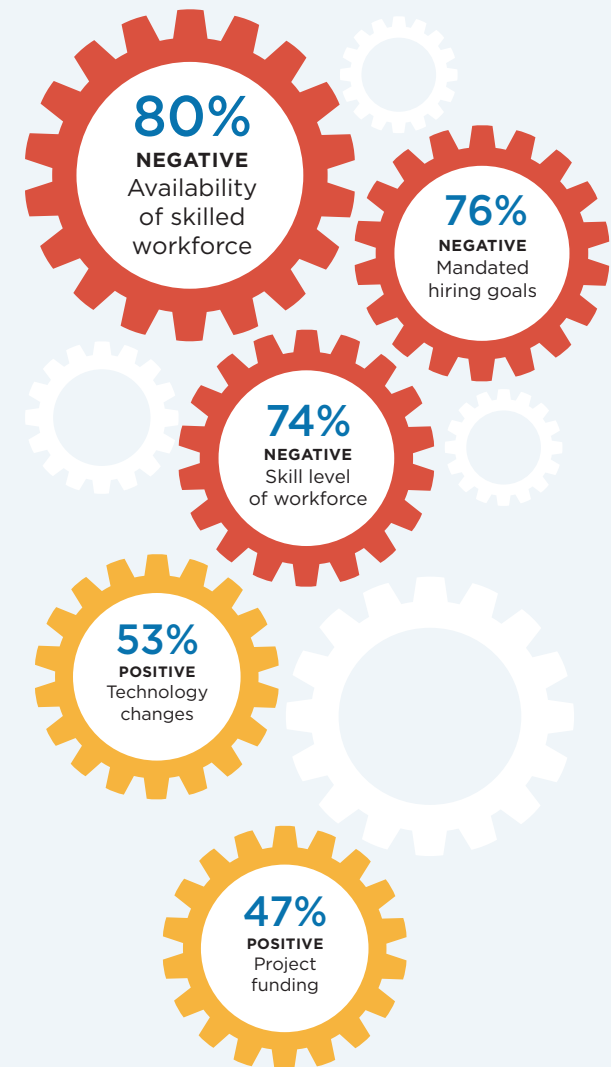 80%
NEGATIVE
Availability
of skilled
workforce
76%
NEGATIVE
Mandated
hiring goals
74%
NEGATIVE
Skill level
of workforce
53%
POSITIVE
Technology
changes
47%
POSITIVE
Project
funding